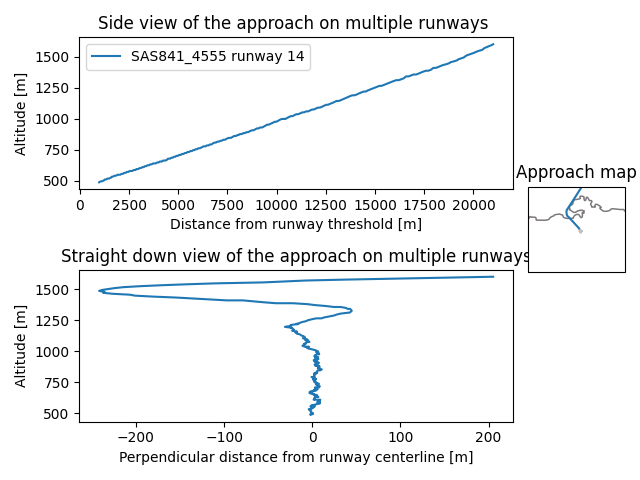 Side view of the approach on multiple runways
Altitude [m]
1500
1250
1000
750
500
SAS841_4555 runway 14
0 2500 5000 7500 10000 12500 15000 17500 20000
Distance from runway threshold [m]
Approach map
Straight down view of the approach on multiple runways
Altitude [m]
1500
1250
1000
750
500
−200 −100 0 100 200
Perpendicular distance from runway centerline [m]